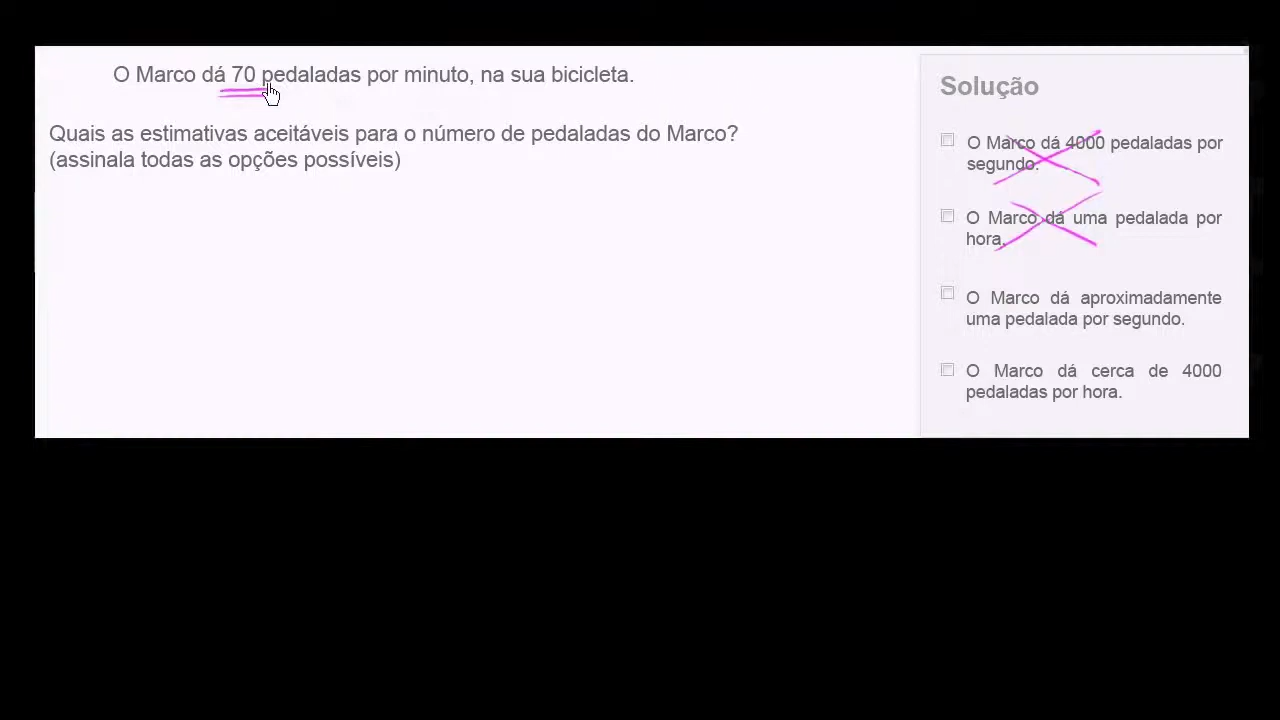 O Marco dá 70 pedaladas por minuto, na sua bicicleta.
Quais as estimativas aceitáveis para o número de pedaladas do Marco?
(assinala todas as opções possíveis)
Solução
O Marco dá 4000 pedaladas por
segundo.
O Marco dá uma pedalada por
hora.
O Marco dá aproximadamente
uma pedalada por segundo.
O Marco dá cerca de 4000
pedaladas por hora.